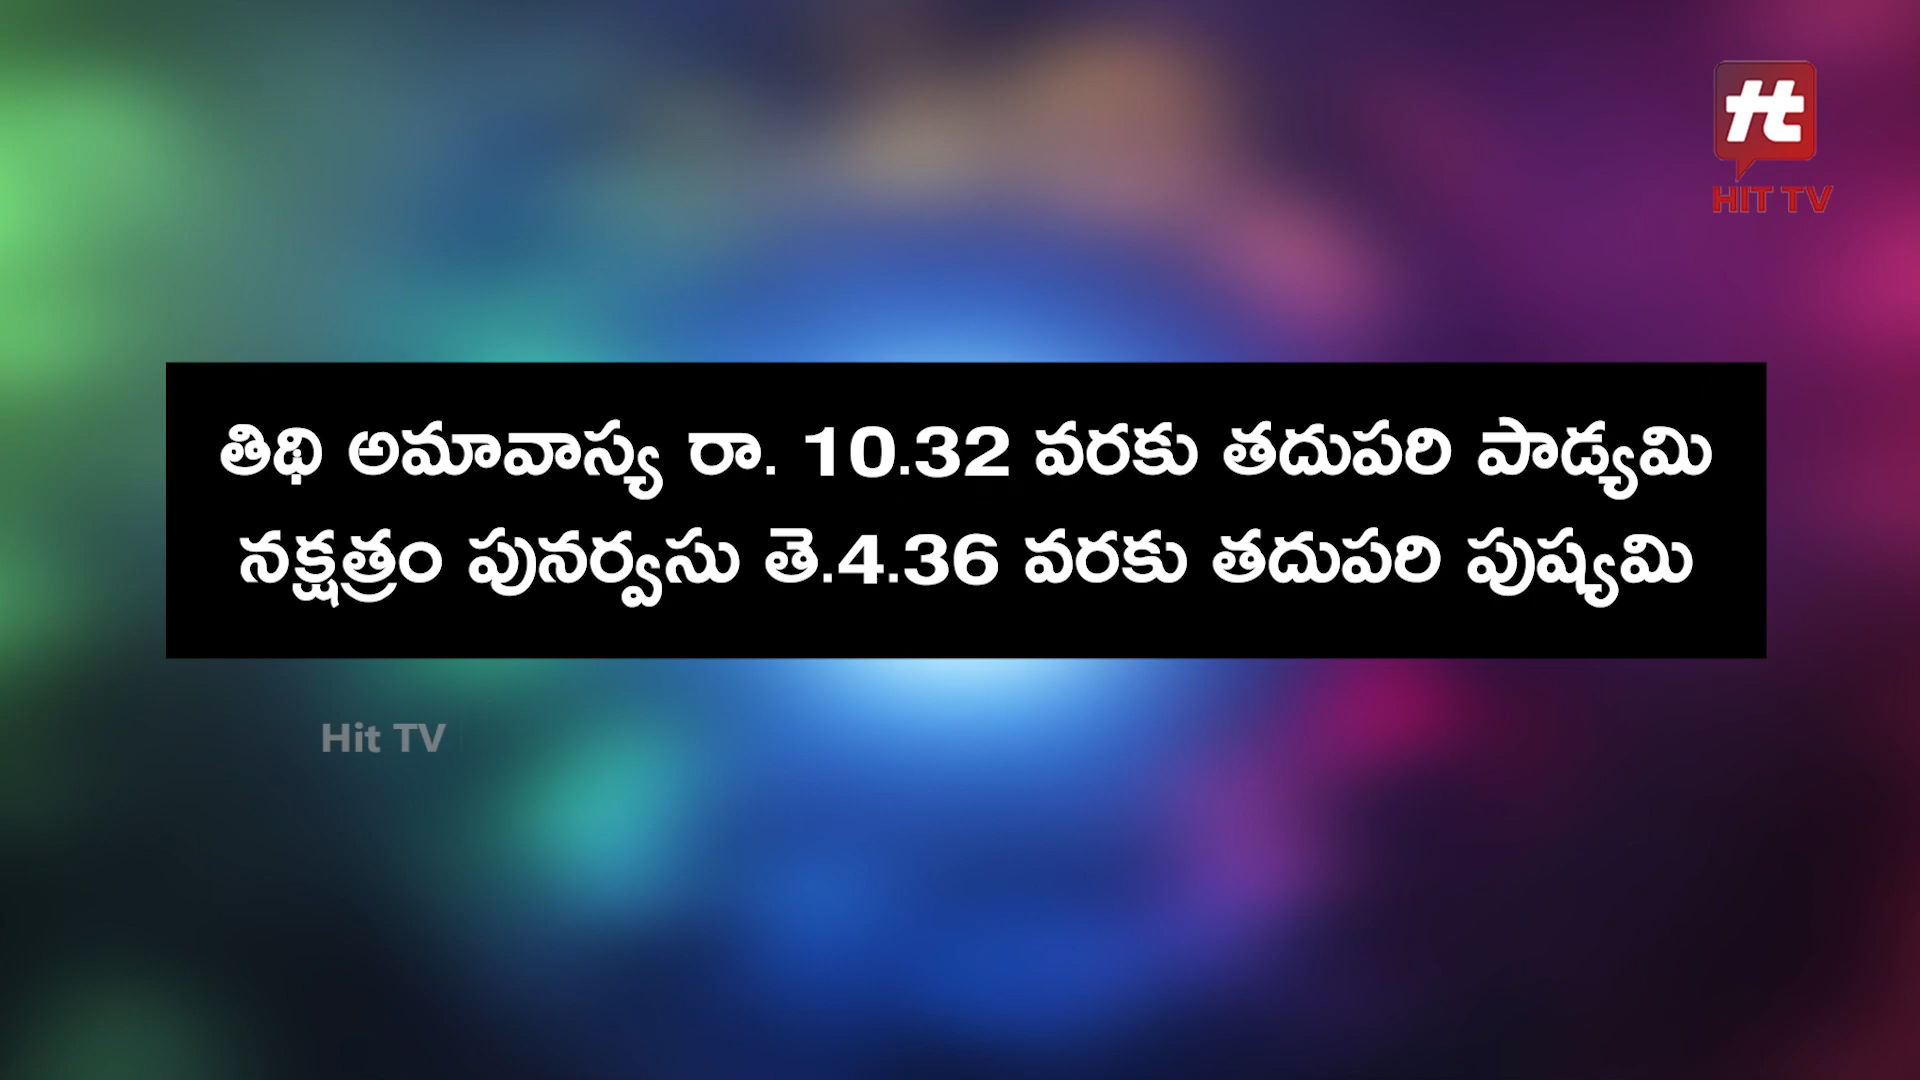 HIT TV
తిథి అమావాస్య రా. 10.32 వరకు తదుపరి పాడ్యమి
నక్షత్రం పునర్వసు తె.4.36 వరకు తదుపరి పుష్యమి
Hit TV